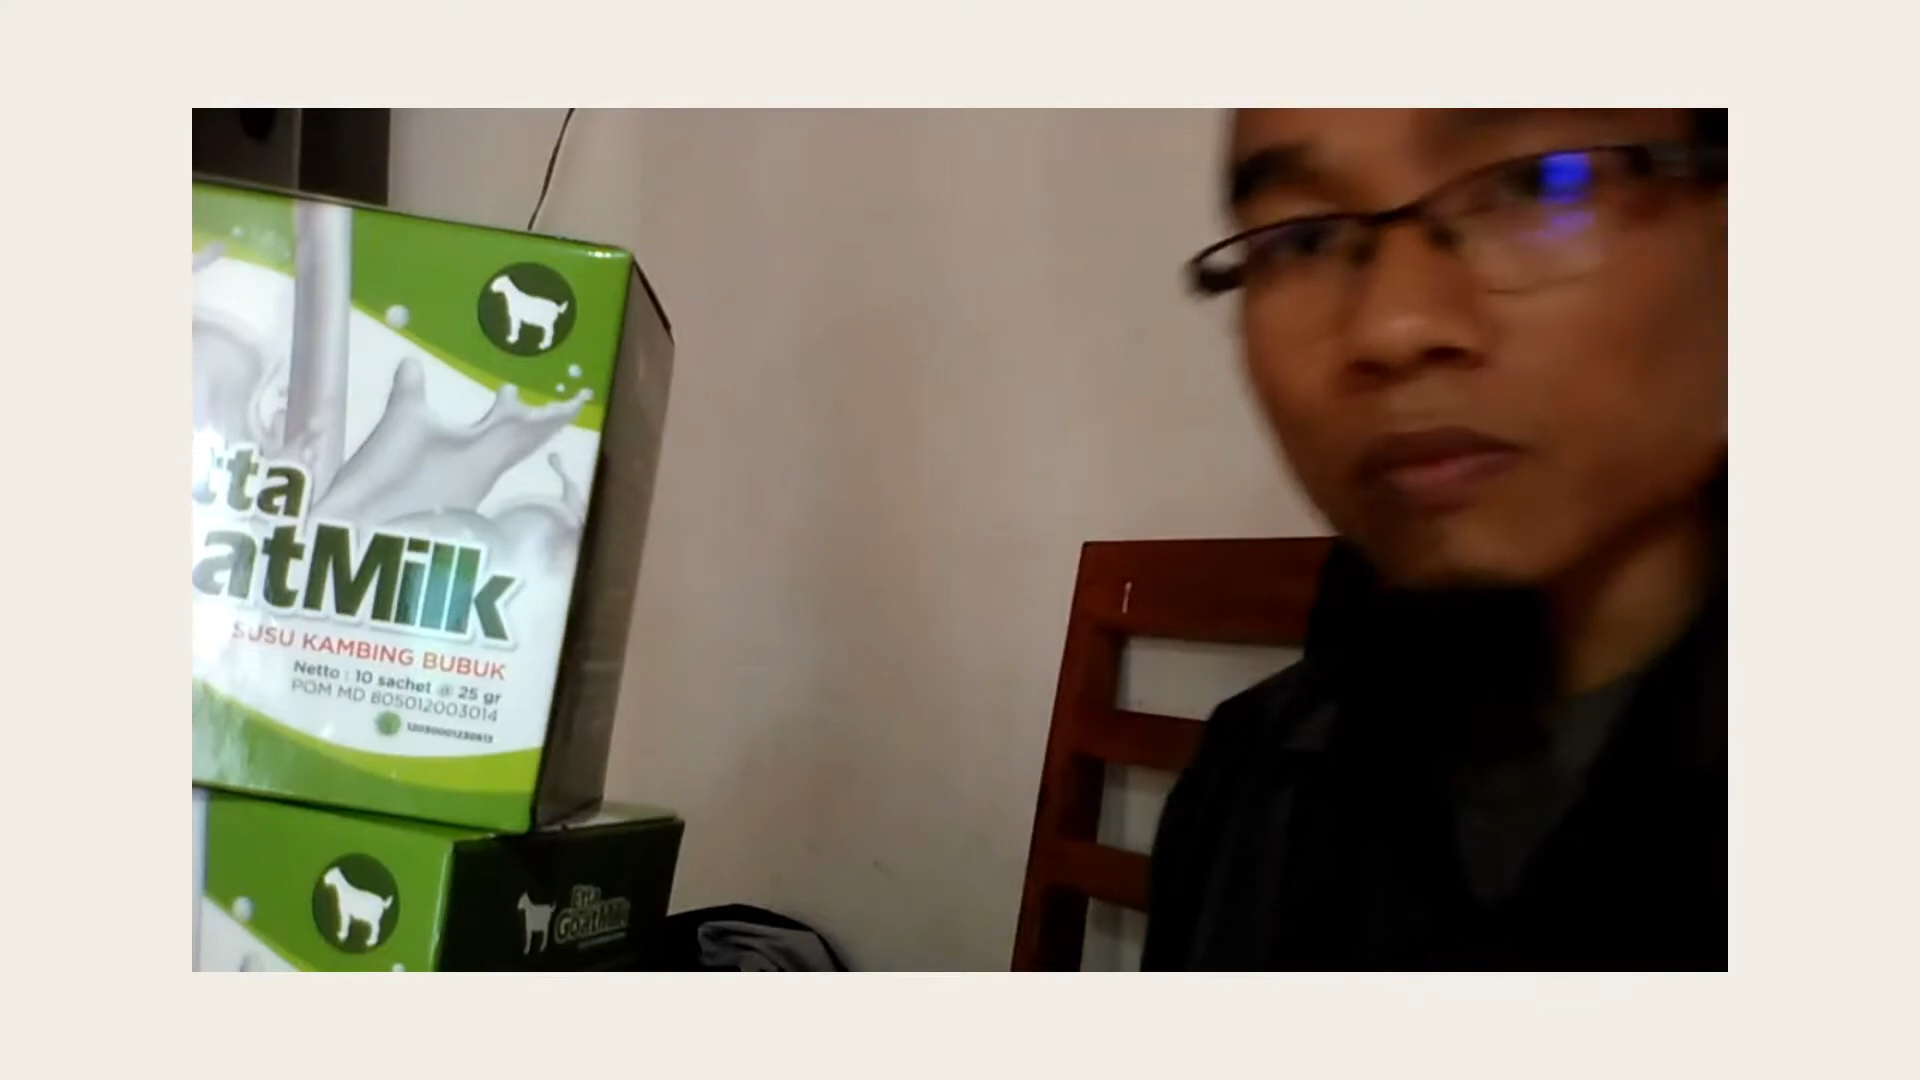 tta
atMilk
SUSU KAMBING BUBUK
Netto : 10 sachet @ 25 gr
POM MD 805012003014
Etta
GoatMilk